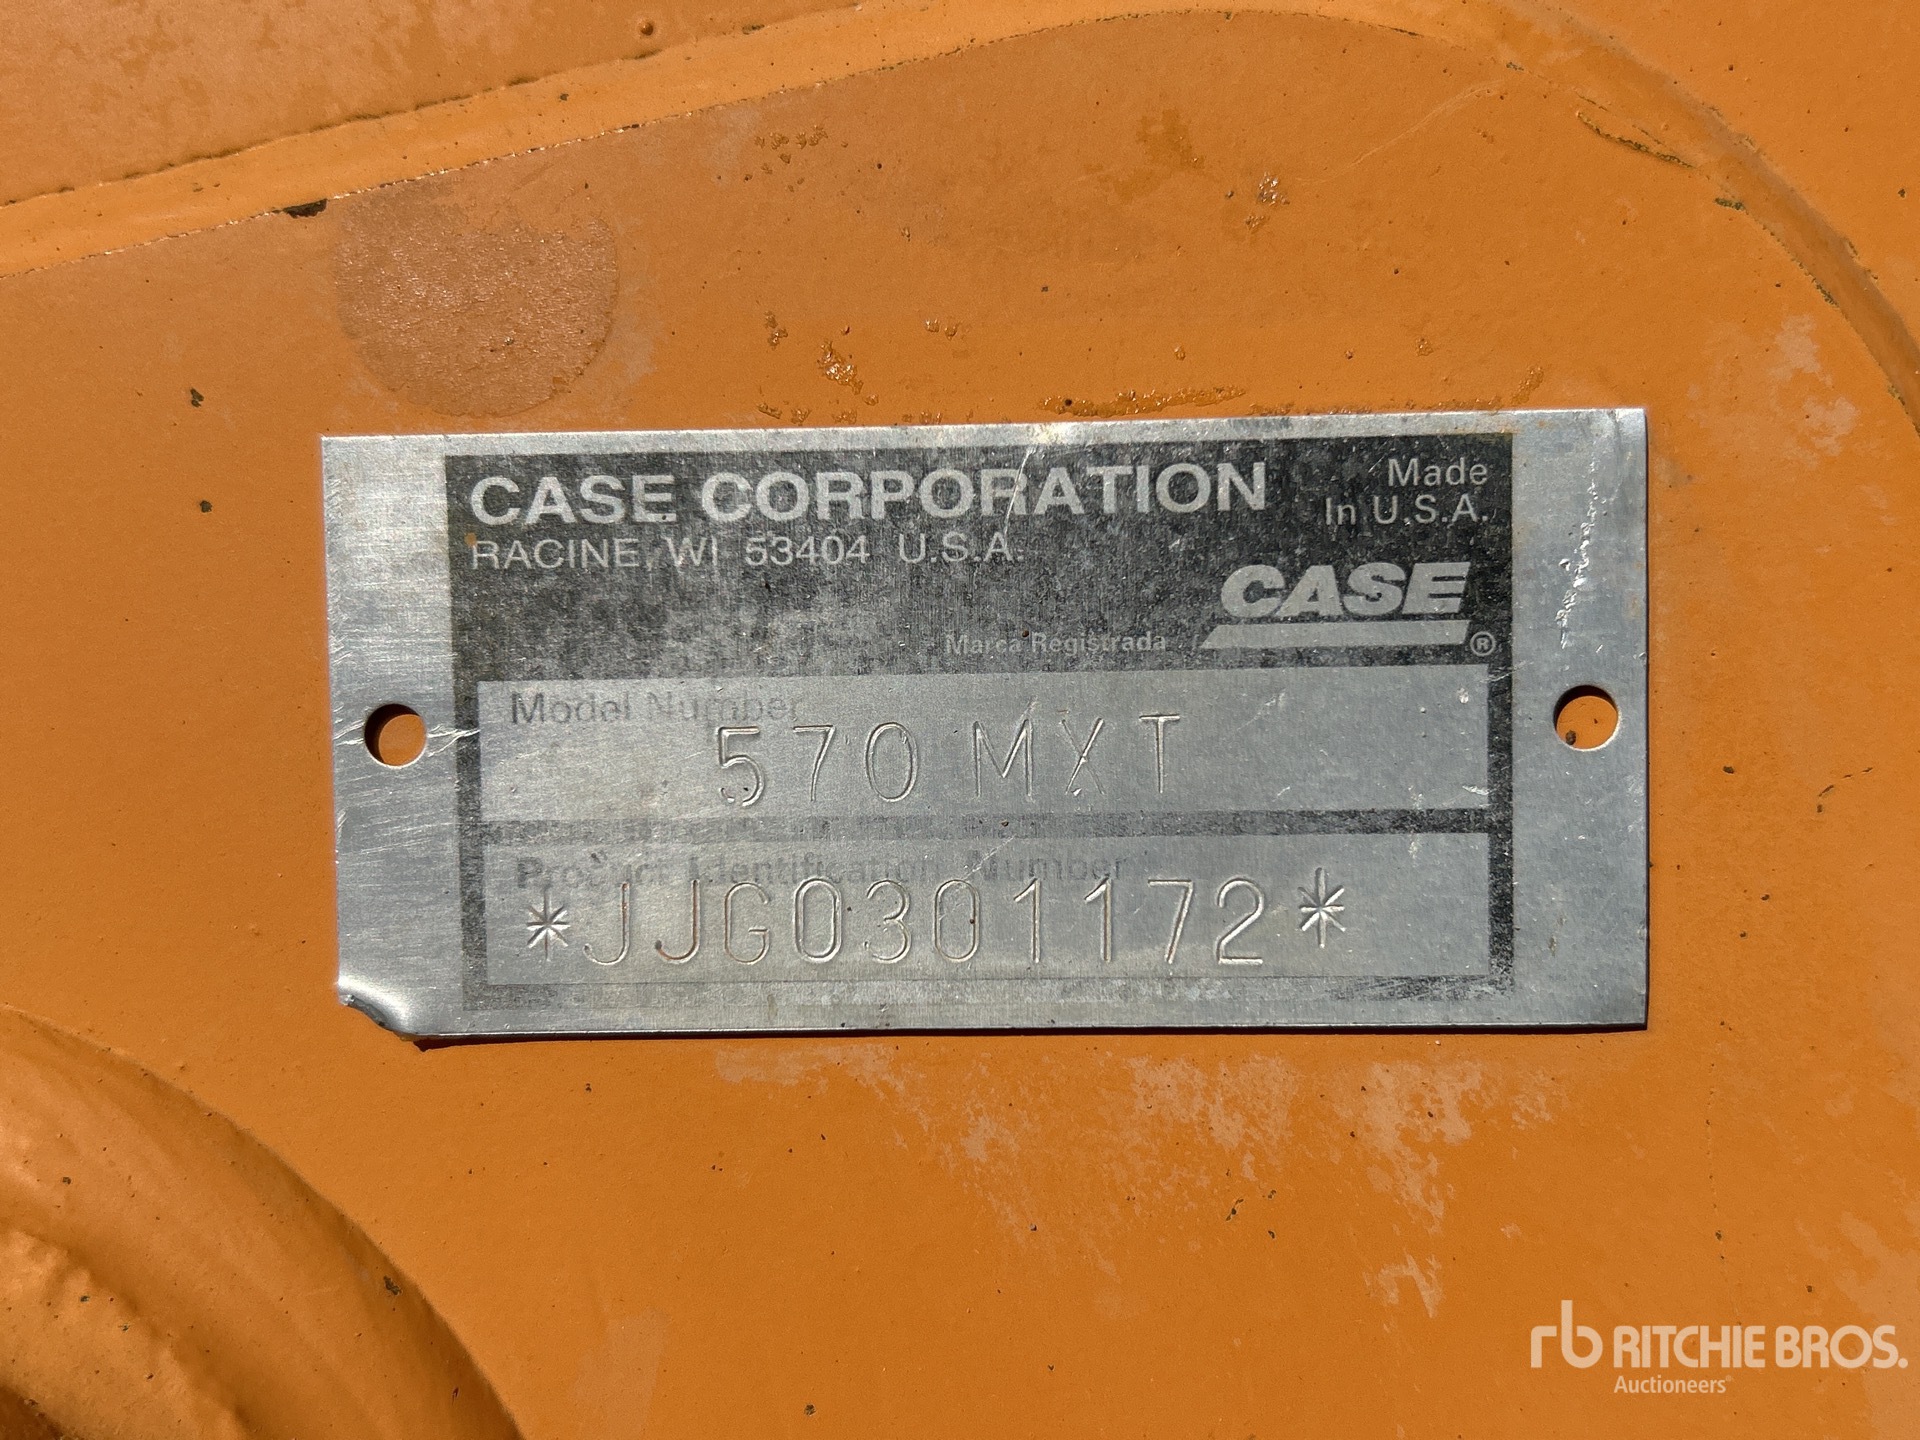 CASE CORPORATION
RACINE, WI 53404 U.S.A.
Made
In U.S.A.
CASE
®
Marca Registrada
Model Number
570 MXT
Product Identification Number
*JJG0301172*
rb RITCHIE BROS.
Auctioneers